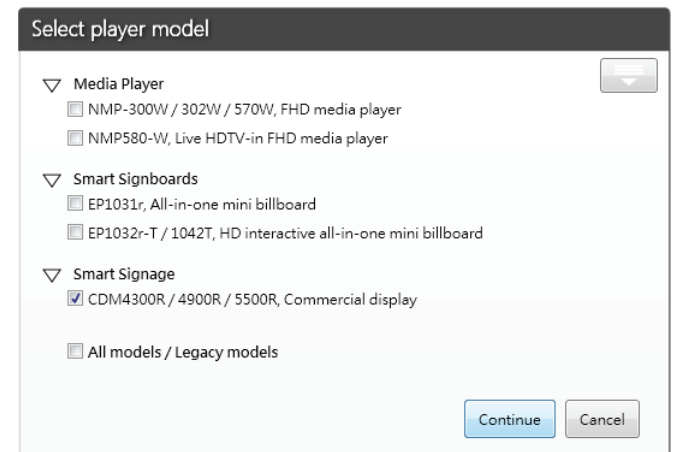 Select player model
Media Player
NMP-300W / 302W / 570W, FHD media player
NMP580-W, Live HDTV-in FHD media player
Smart Signboards
EP1031r, All-in-one mini billboard
EP1032r-T / 1042T, HD interactive all-in-one mini billboard
Smart Signage
CDM4300R / 4900R / 5500R, Commercial display
All models / Legacy models
Continue Cancel